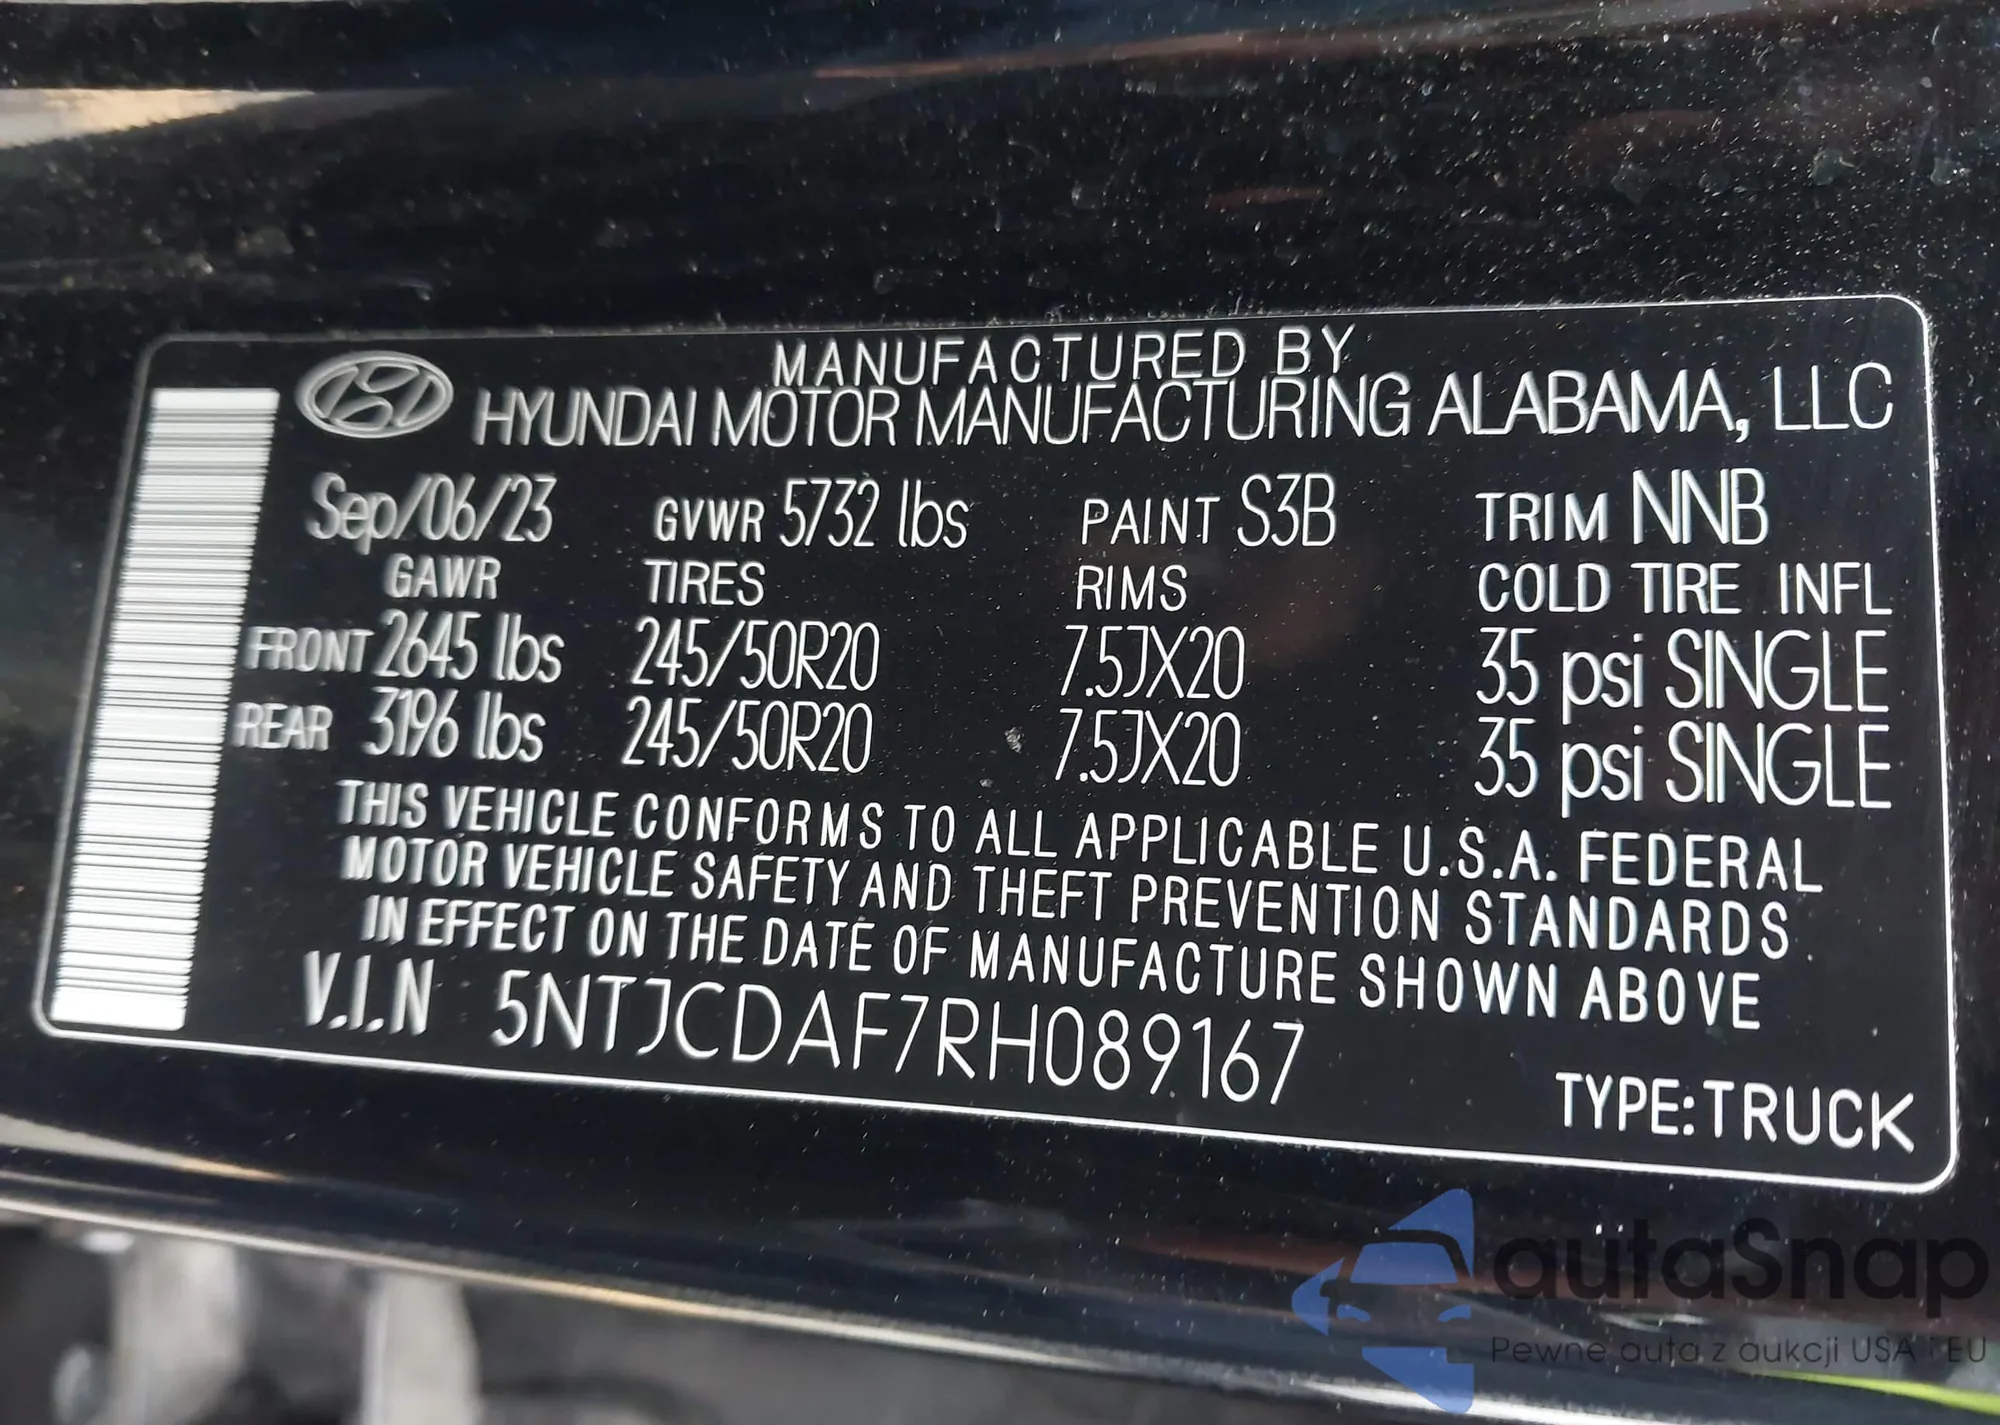 MANUFACTURED BY
HYUNDAI MOTOR MANUFACTURING ALABAMA, LLC
Sep/06/23 GVWR 5732 lbs PAINT S3B TRIM NNB
GAWR TIRES RIMS COLD TIRE INFL
FRONT 2645 lbs 245/50R20 7.5JX20 35 psi SINGLE
REAR 3196 lbs 245/50R20 7.5JX20 35 psi SINGLE
THIS VEHICLE CONFORMS TO ALL APPLICABLE U.S.A. FEDERAL
MOTOR VEHICLE SAFETY AND THEFT PREVENTION STANDARDS
IN EFFECT ON THE DATE OF MANUFACTURE SHOWN ABOVE
V.I.N 5NTJCDAF7RH089167
TYPE:TRUCK
autaSnap
Pewne auta z aukcji USA i EU